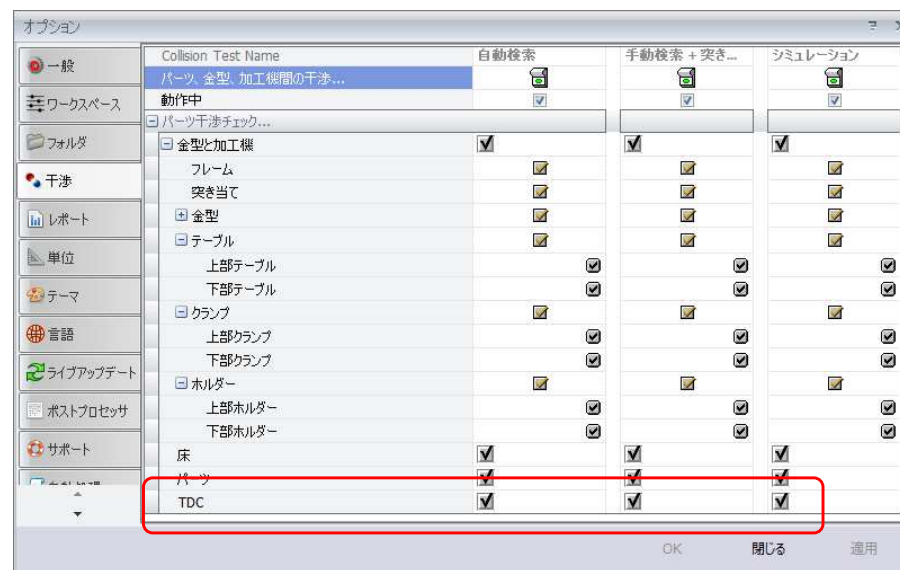 オプション
一般
ワークスペース
フォルダ
干渉
レポート
単位
テーマ
言語
ライブアップデート
ポストプロセッサ
サポート
Collision Test Name 自動検索 手動検索 + 突き... シミュレーション
パーツ、金型、加工機間の干渉...
動作中
パーツ干渉チェック...
金型と加工機
フレーム
突き当て
金型
テーブル
上部テーブル
下部テーブル
クランプ
上部クランプ
下部クランプ
ホルダー
上部ホルダー
下部ホルダー
床
パーツ
TDC
OK 閉じる 適用